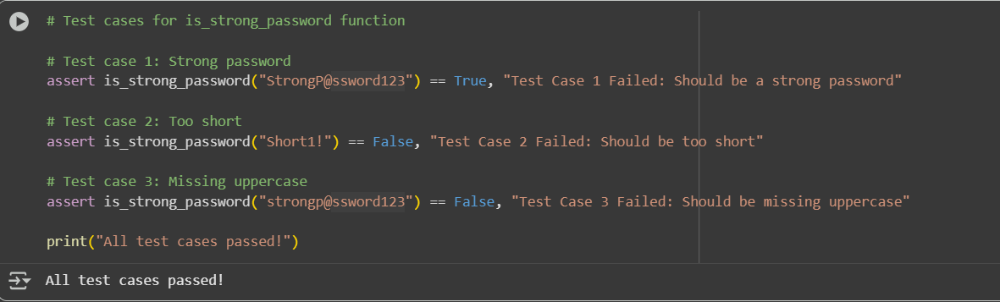 # Test cases for is_strong_password function
# Test case 1: Strong password
assert is_strong_password("StrongP@ssword123") == True, "Test Case 1 Failed: Should be a strong password"
# Test case 2: Too short
assert is_strong_password("Short1!") == False, "Test Case 2 Failed: Should be too short"
# Test case 3: Missing uppercase
assert is_strong_password("strongp@ssword123") == False, "Test Case 3 Failed: Should be missing uppercase"
print("All test cases passed!")
All test cases passed!